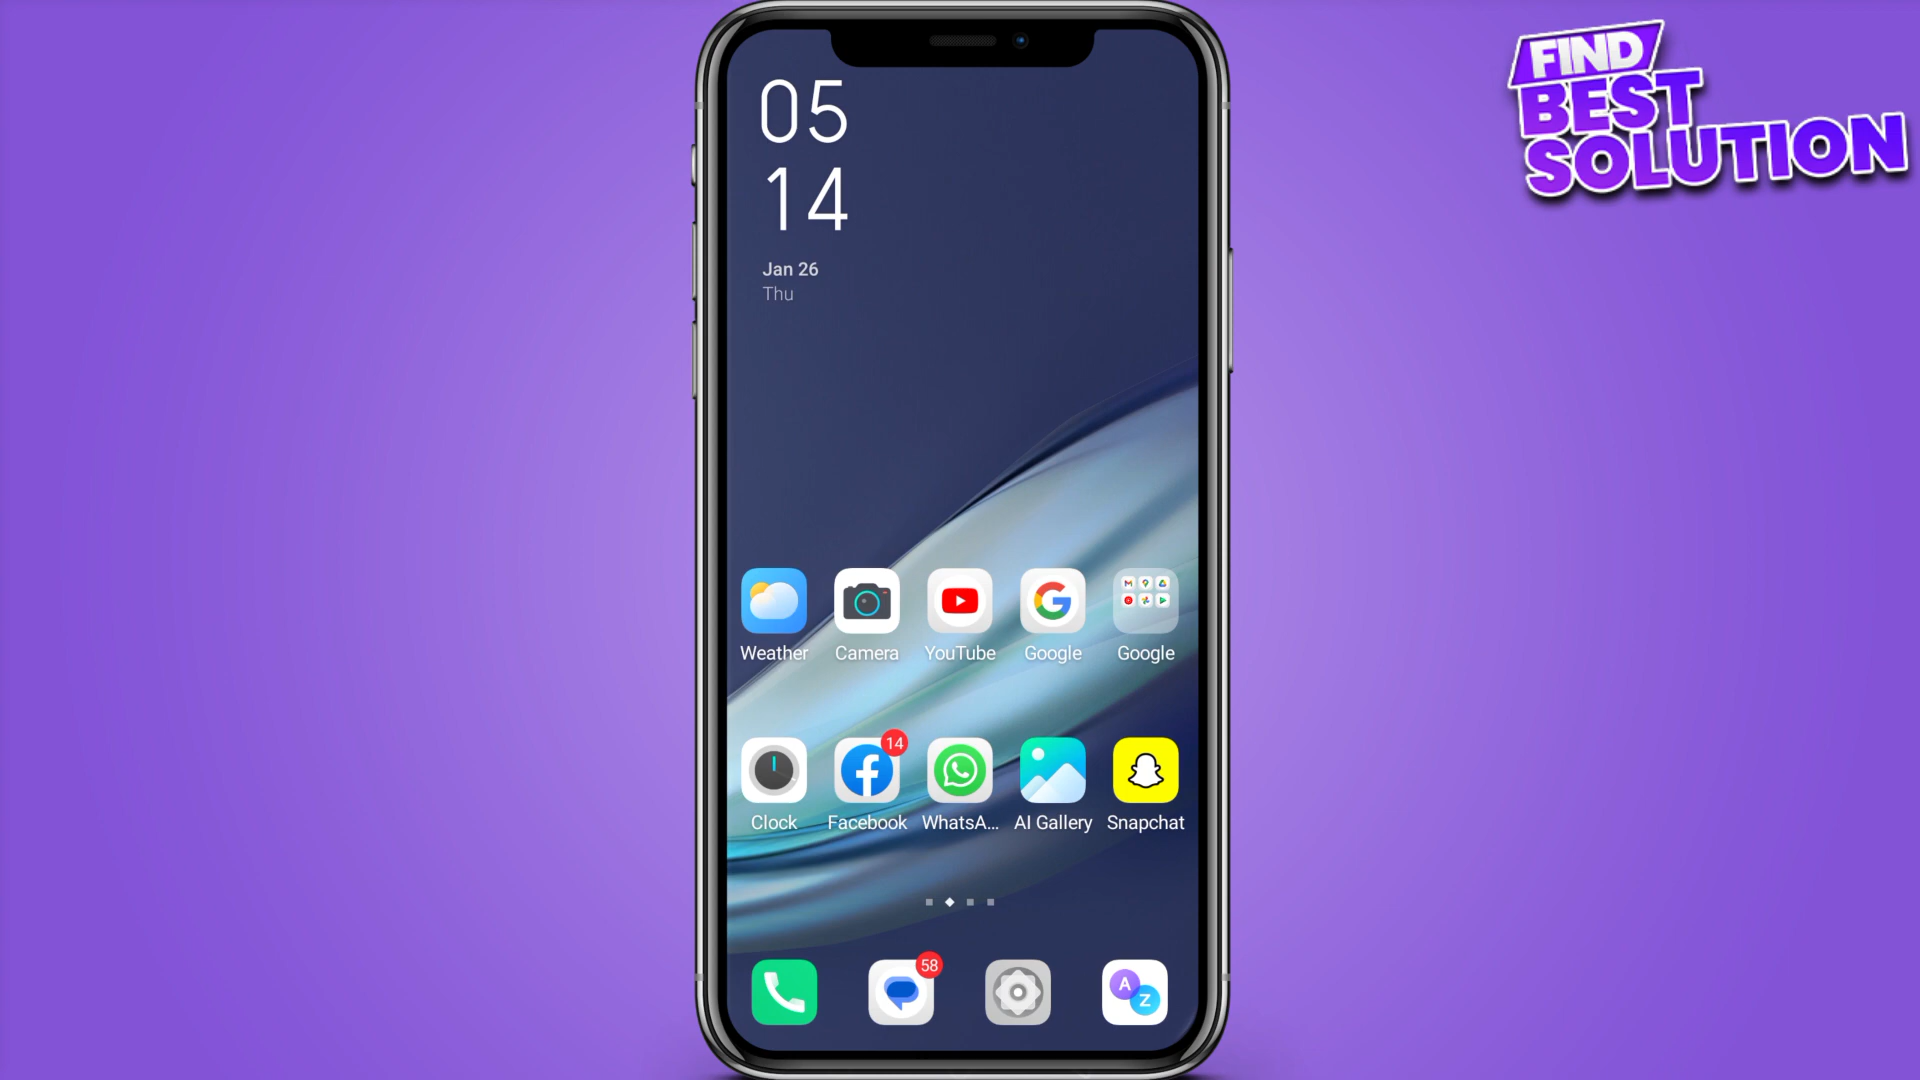 FIND
BEST
SOLUTION
05
14
Jan 26
Thu
Weather Camera YouTube Google Google
14
Clock Facebook WhatsA... AI Gallery Snapchat
58
A
Z